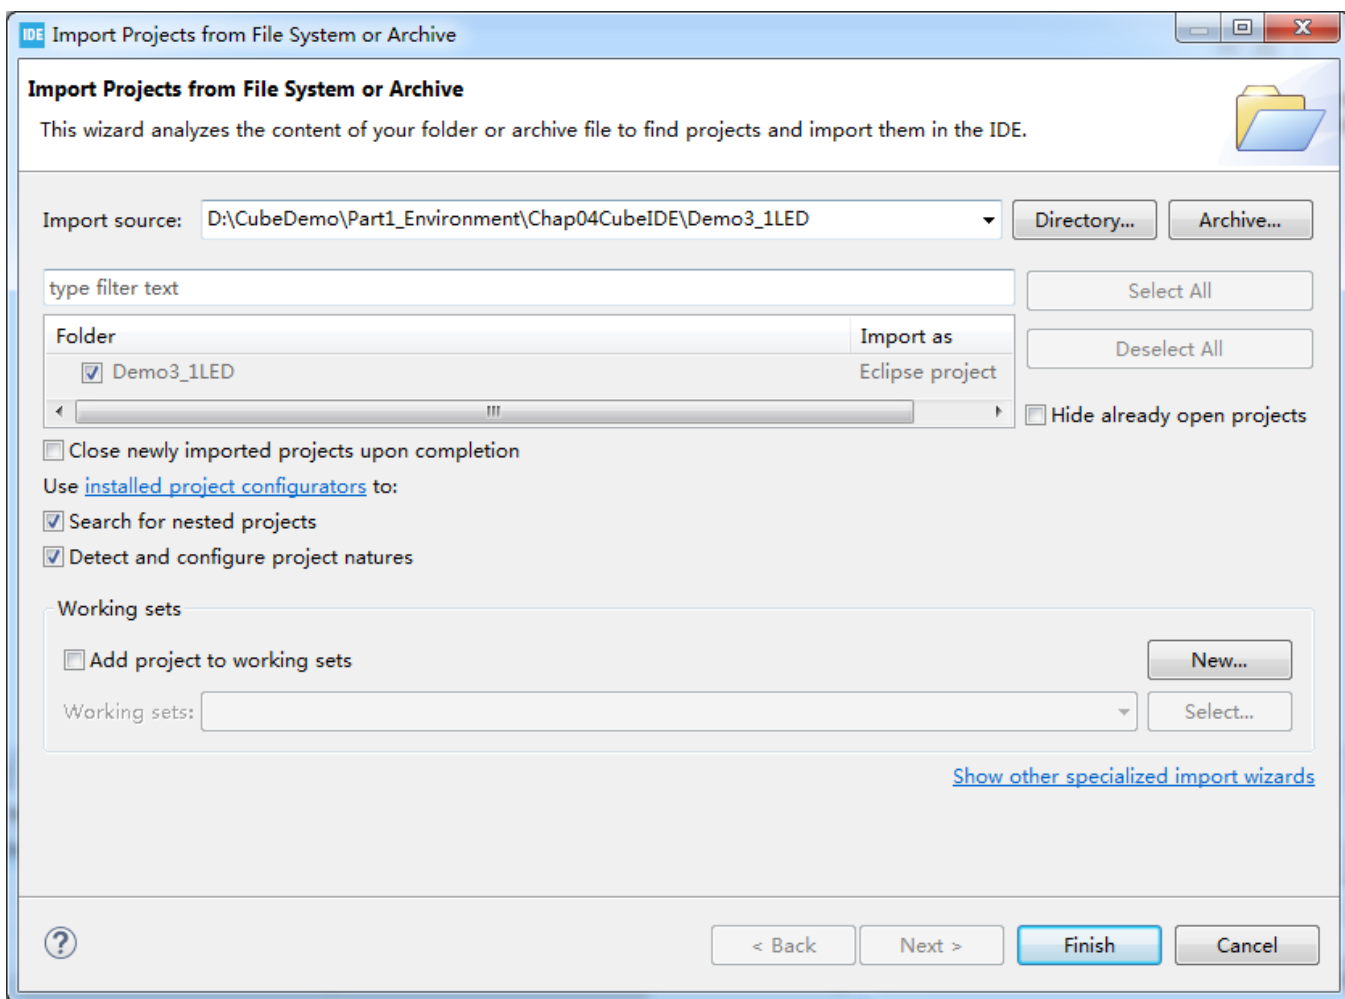 IDE Import Projects from File System or Archive
Import Projects from File System or Archive
This wizard analyzes the content of your folder or archive file to find projects and import them in the IDE.
Import source: D:\CubeDemo\Part1_Environment\Chap04CubeIDE\Demo3_1LED Directory... Archive...
type filter text Select All
Folder Import as Deselect All
Demo3_1LED Eclipse project
Hide already open projects
Close newly imported projects upon completion
Use installed project configurators to:
Search for nested projects
Detect and configure project natures
Working sets
Add project to working sets New...
Working sets: Select...
Show other specialized import wizards
? < Back Next > Finish Cancel